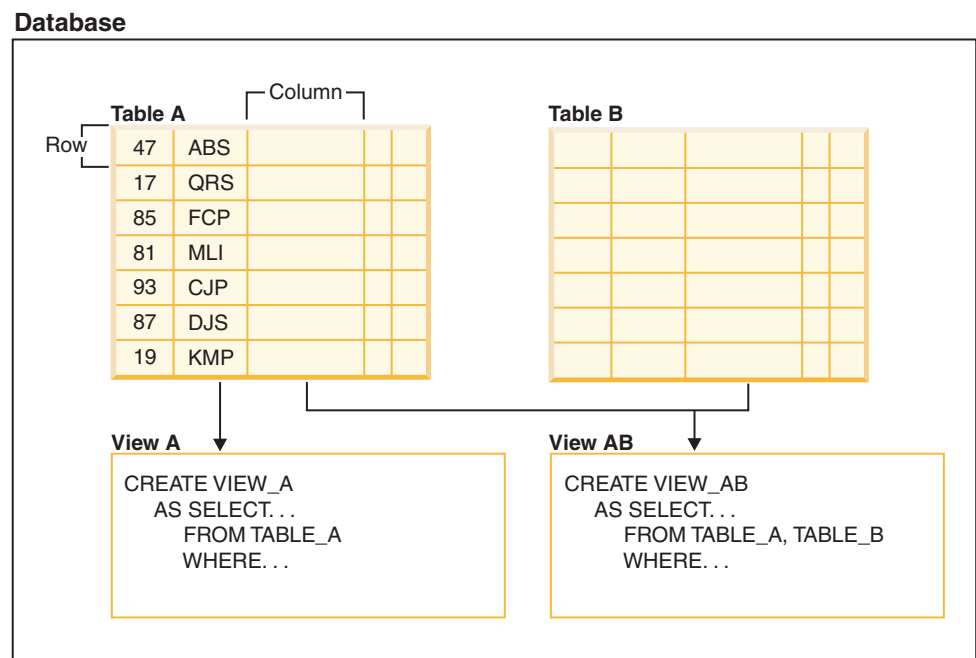 Database
Column
Table A
Table B
Row
47 ABS
17 QRS
85 FCP
81 MLI
93 CJP
87 DJS
19 KMP
View A
CREATE VIEW_A
AS SELECT. . .
FROM TABLE_A
WHERE. . .
View AB
CREATE VIEW_AB
AS SELECT. . .
FROM TABLE_A, TABLE_B
WHERE. . .